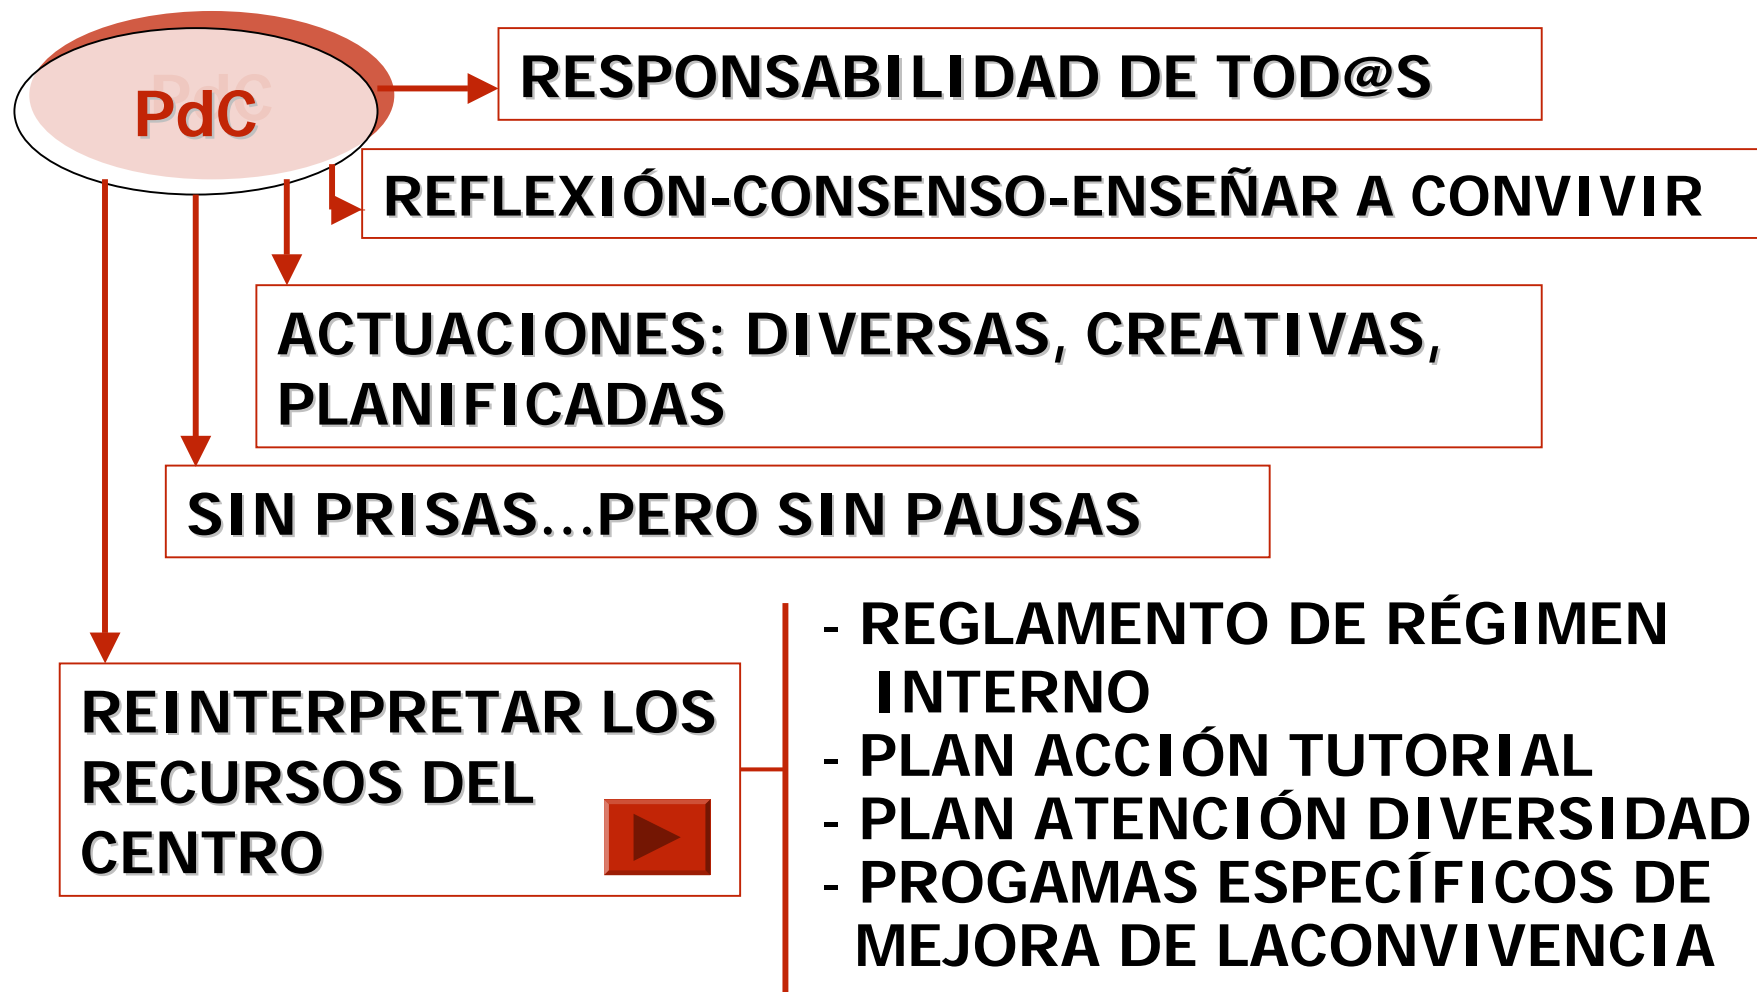 PdC
RESPONSABILIDAD DE TOD@S
REFLEXIÓN-CONSENSO-ENSEÑAR A CONVIVIR
ACTUACIONES: DIVERSAS, CREATIVAS,
PLANIFICADAS
SIN PRISAS...PERO SIN PAUSAS
REINTERPRETAR LOS
RECURSOS DEL
CENTRO
- REGLAMENTO DE RÉGIMEN
INTERNO
- PLAN ACCIÓN TUTORIAL
- PLAN ATENCIÓN DIVERSIDAD
- PROGAMAS ESPECÍFICOS DE
MEJORA DE LACONVIVENCIA